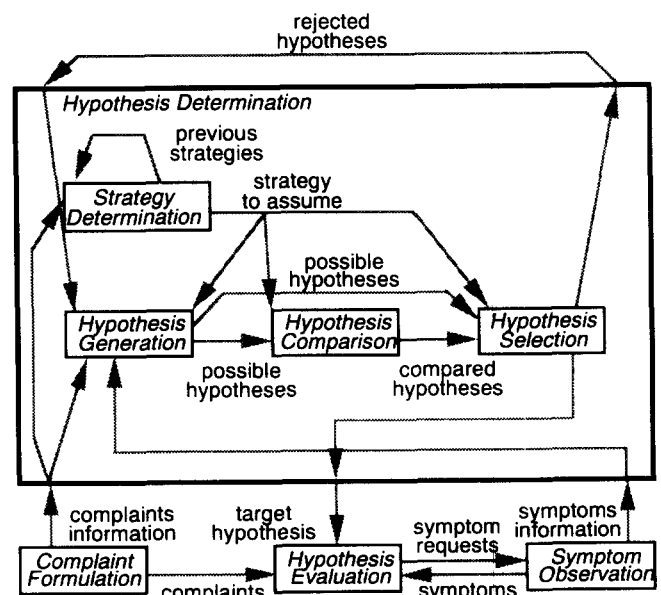 rejected
hypotheses
Hypothesis Determination
previous
strategies
Strategy
Determination
strategy
to assume
possible
hypotheses
Hypothesis
Generation
Hypothesis
Comparison
Hypothesis
Selection
possible
hypotheses
compared
hypotheses
complaints
information
target
hypothesis
symptom
requests
symptoms
information
Complaint
Formulation
complaints
Hypothesis
Evaluation
symptoms
Symptom
Observation